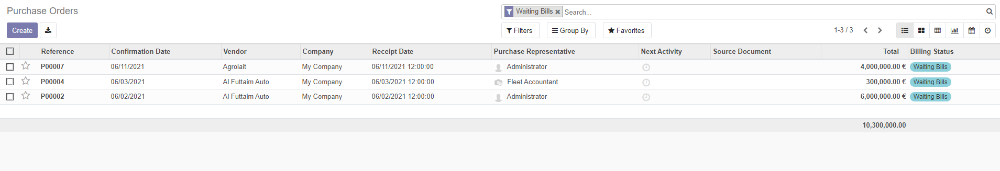 Purchase Orders
Waiting Bills Search...
Create Filters Group By Favorites 1-3 / 3
Reference Confirmation Date Vendor Company Receipt Date Purchase Representative Next Activity Source Document Total Billing Status
P00007 06/11/2021 Agrolait My Company 06/11/2021 12:00:00 Administrator 4,000,000.00 € Waiting Bills
P00004 06/03/2021 Al Futtaim Auto My Company 06/03/2021 12:00:00 Fleet Accountant 300,000.00 € Waiting Bills
P00002 06/02/2021 Al Futtaim Auto My Company 06/02/2021 12:00:00 Administrator 6,000,000.00 € Waiting Bills
10,300,000.00